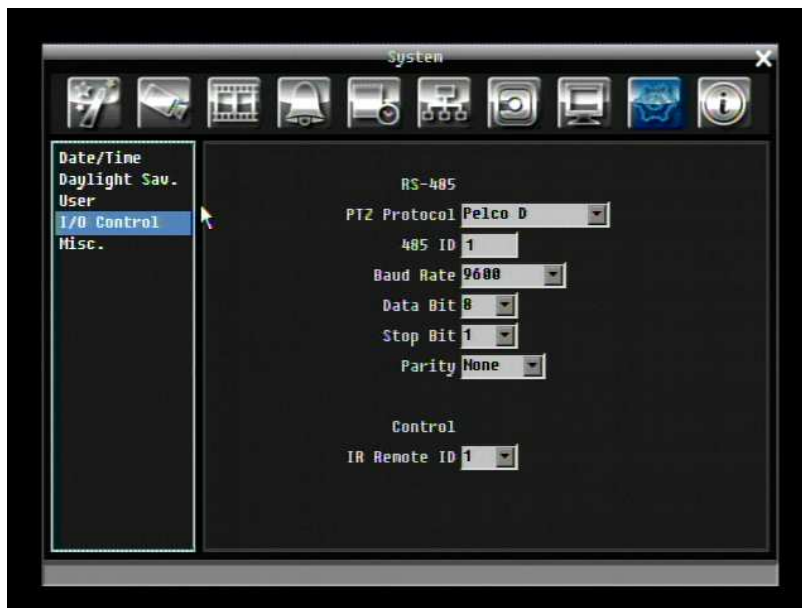 System
Date/Time
Daylight Sav.
User
I/O Control
Misc.
RS-485
PTZ Protocol Pelco D
485 ID 1
Baud Rate 9600
Data Bit 8
Stop Bit 1
Parity None
Control
IR Remote ID 1